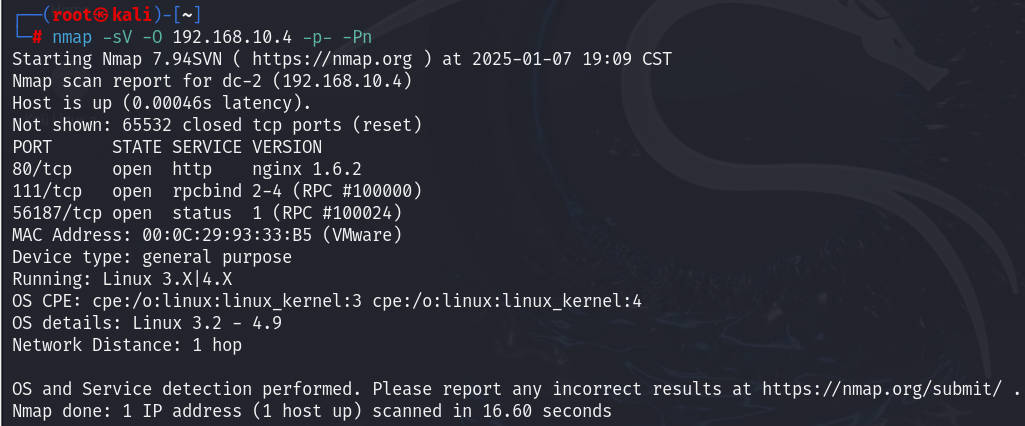 ┌──(root㉿kali)-[~]
└─# nmap -sV -O 192.168.10.4 -p- -Pn
Starting Nmap 7.94SVN ( https://nmap.org ) at 2025-01-07 19:09 CST
Nmap scan report for dc-2 (192.168.10.4)
Host is up (0.00046s latency).
Not shown: 65532 closed tcp ports (reset)
PORT      STATE SERVICE VERSION
80/tcp    open  http    nginx 1.6.2
111/tcp   open  rpcbind 2-4 (RPC #100000)
56187/tcp open  status  1 (RPC #100024)
MAC Address: 00:0C:29:93:33:B5 (VMware)
Device type: general purpose
Running: Linux 3.X|4.X
OS CPE: cpe:/o:linux:linux_kernel:3 cpe:/o:linux:linux_kernel:4
OS details: Linux 3.2 - 4.9
Network Distance: 1 hop
OS and Service detection performed. Please report any incorrect results at https://nmap.org/submit/ .
Nmap done: 1 IP address (1 host up) scanned in 16.60 seconds